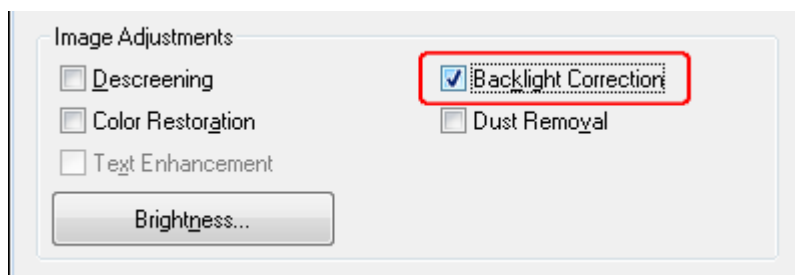 Image Adjustments
Descreening
Backlight Correction
Color Restoration
Dust Removal
Text Enhancement
Brightness...